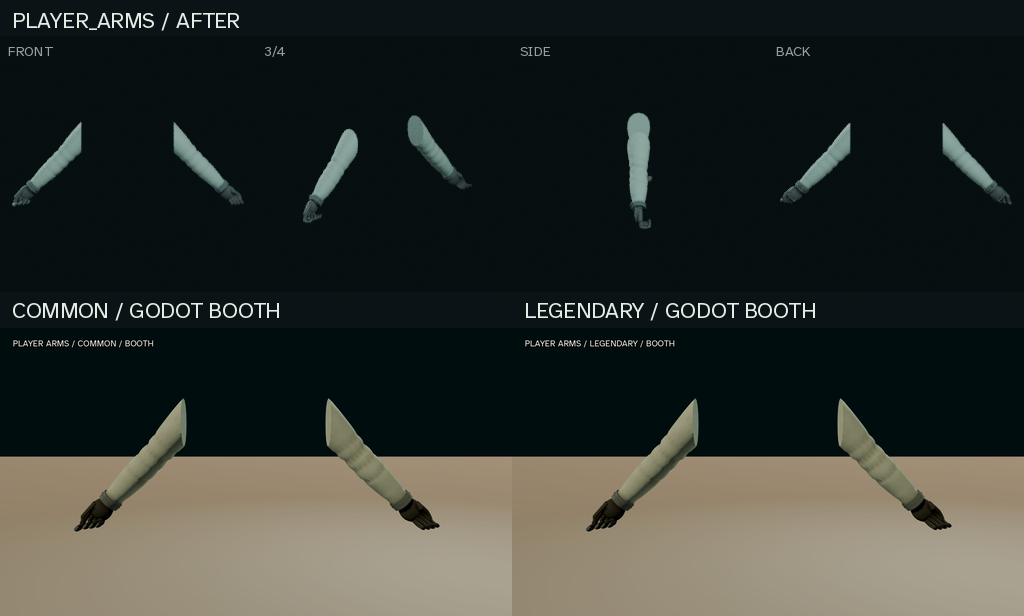 PLAYER_ARMS / AFTER
FRONT
3/4
SIDE
BACK
COMMON / GODOT BOOTH
LEGENDARY / GODOT BOOTH
PLAYER ARMS / COMMON / BOOTH
PLAYER ARMS / LEGENDARY / BOOTH